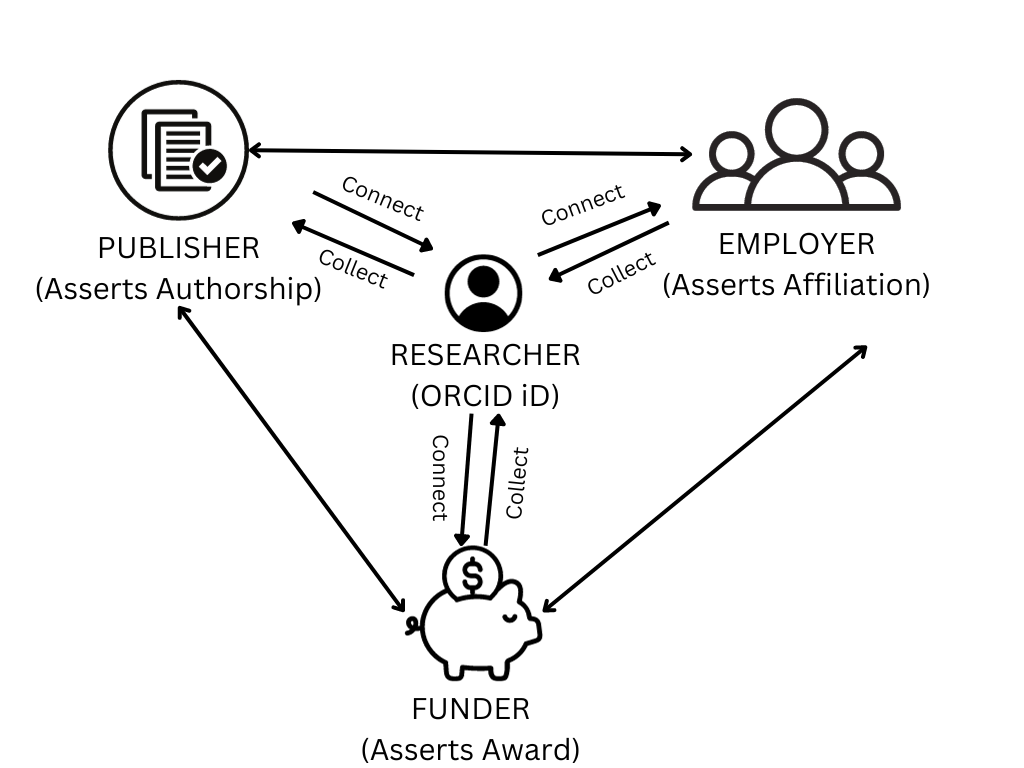 Connect
Connect
PUBLISHER
(Asserts Authorship)
Collect
EMPLOYER
(Asserts Affiliation)
Collect
RESEARCHER
(ORCID iD)
Connect
Collect
$
FUNDER
(Asserts Award)